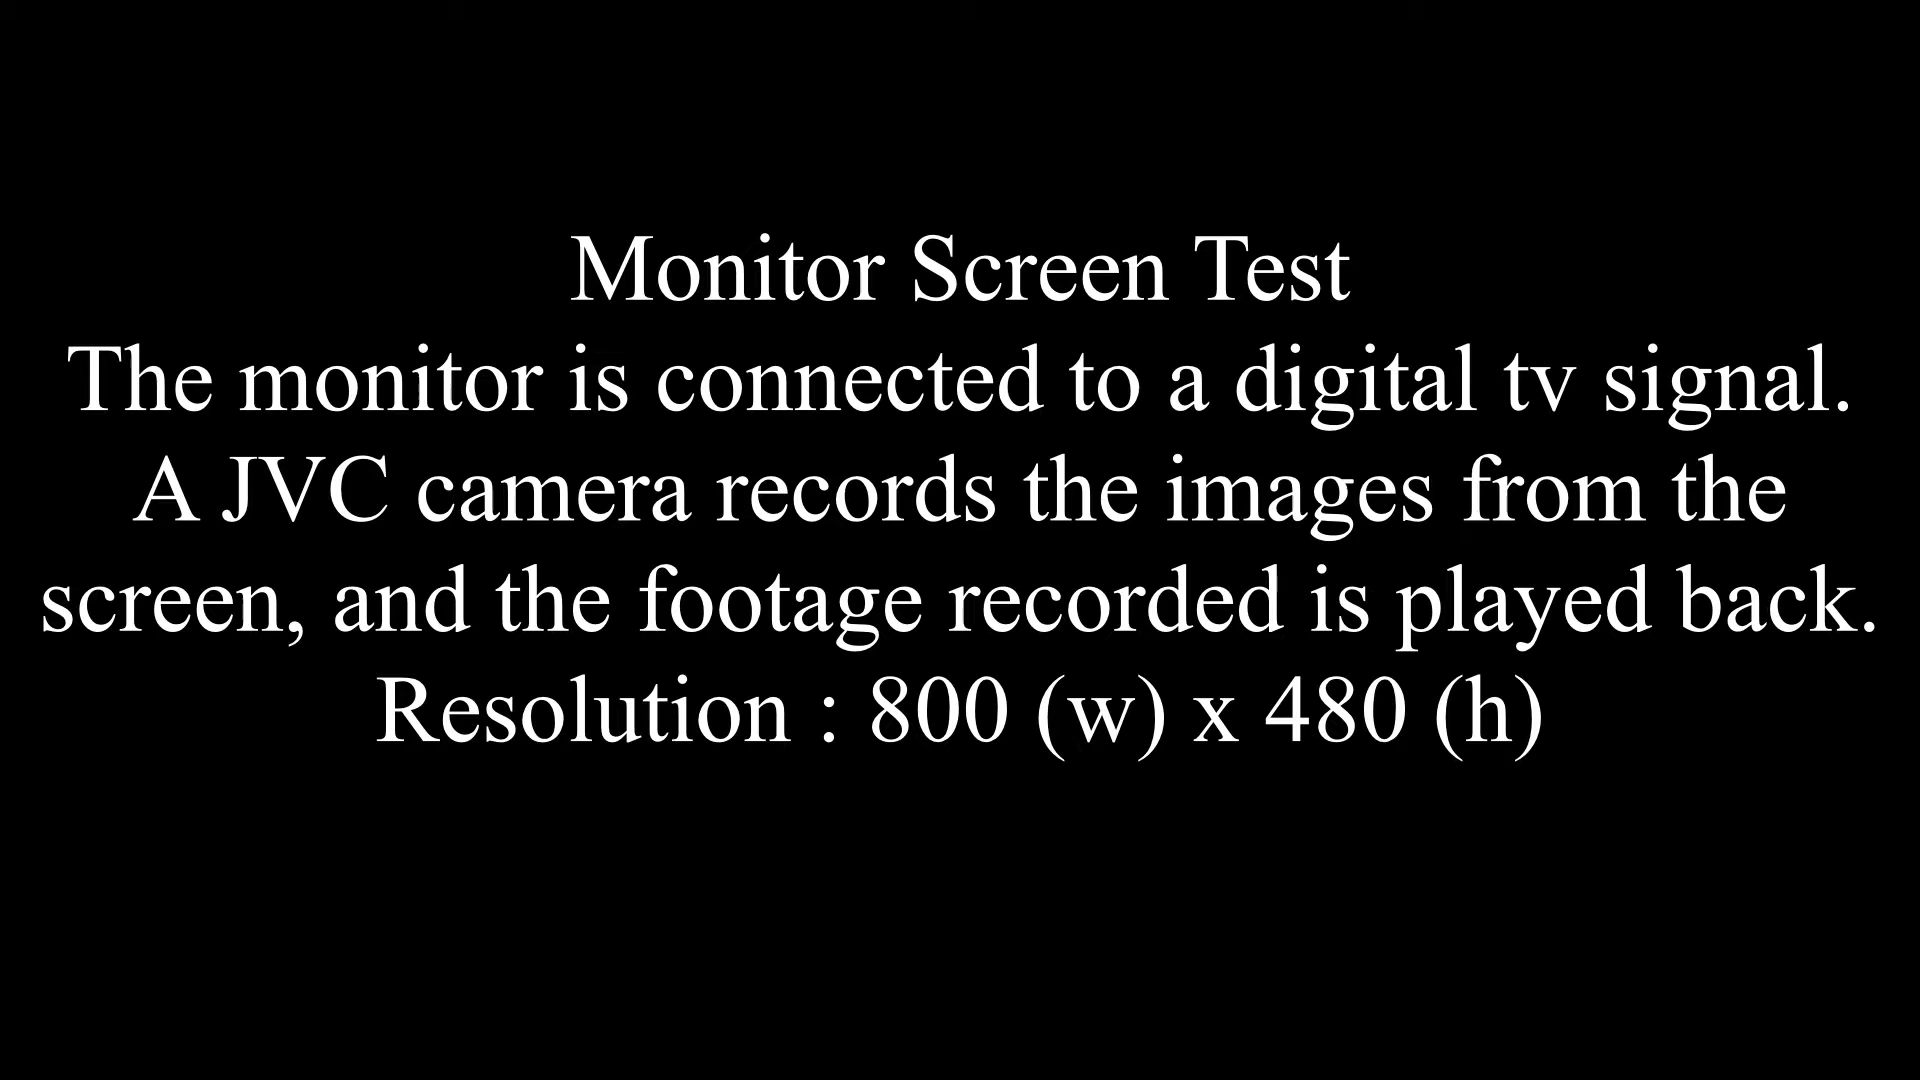 Monitor Screen Test
The monitor is connected to a digital tv signal.
A JVC camera records the images from the
screen, and the footage recorded is played back.
Resolution : 800 (w) x 480 (h)